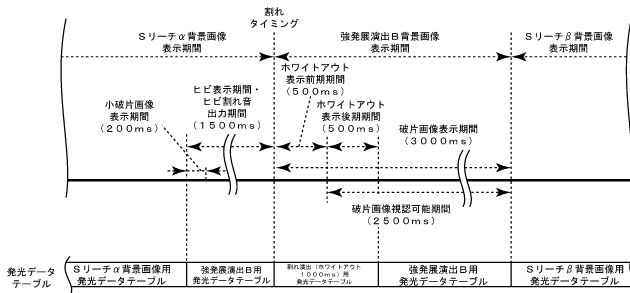 割れ
タイミング
Sリーチα背景画像
表示期間
強発展演出B背景画像
表示期間
Sリーチβ背景画像
表示期間
ホワイトアウト
表示前期期間
(500ms)
ヒビ表示期間・
ヒビ割れ音
出力期間
(1500ms)
小破片画像
表示期間
(200ms)
ホワイトアウト
表示後期期間
(500ms)
破片画像表示期間
(3000ms)
破片画像視認可能期間
(2500ms)
発光データ
テーブル
Sリーチα背景画像用
発光データテーブル
強発展演出B用
発光データテーブル
割れ演出(ホワイトアウト
1000ms)用
発光データテーブル
強発展演出B用
発光データテーブル
Sリーチβ背景画像用
発光データテーブル